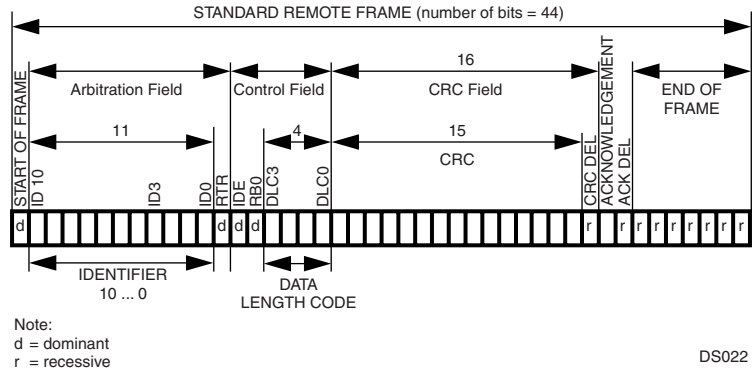 STANDARD REMOTE FRAME (number of bits = 44)
16
Arbitration Field
Control Field
CRC Field
END OF
FRAME
11
4
15
CRC
START OF FRAME
ID 10
ID3
ID0
RTR
IDE
RB0
DLC3
DLC0
CRC DEL
ACKNOWLEDGEMENT
ACK DEL
d
d
d
d
r
r
r
r
r
r
r
r
r
IDENTIFIER
10 ... 0
DATA
LENGTH CODE
Note:
d = dominant
r = recessive
DS022